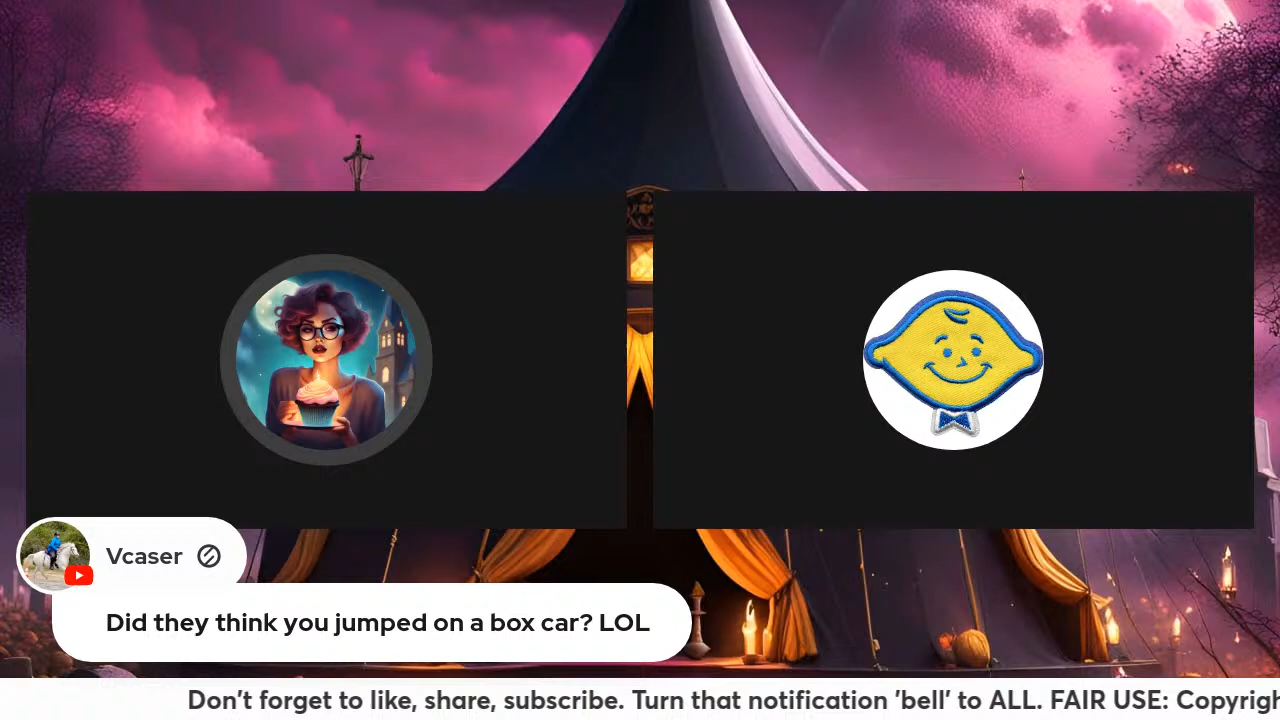 Vcaser
Did they think you jumped on a box car? LOL
Don't forget to like, share, subscribe. Turn that notification 'bell' to ALL. FAIR USE: Copyrigh